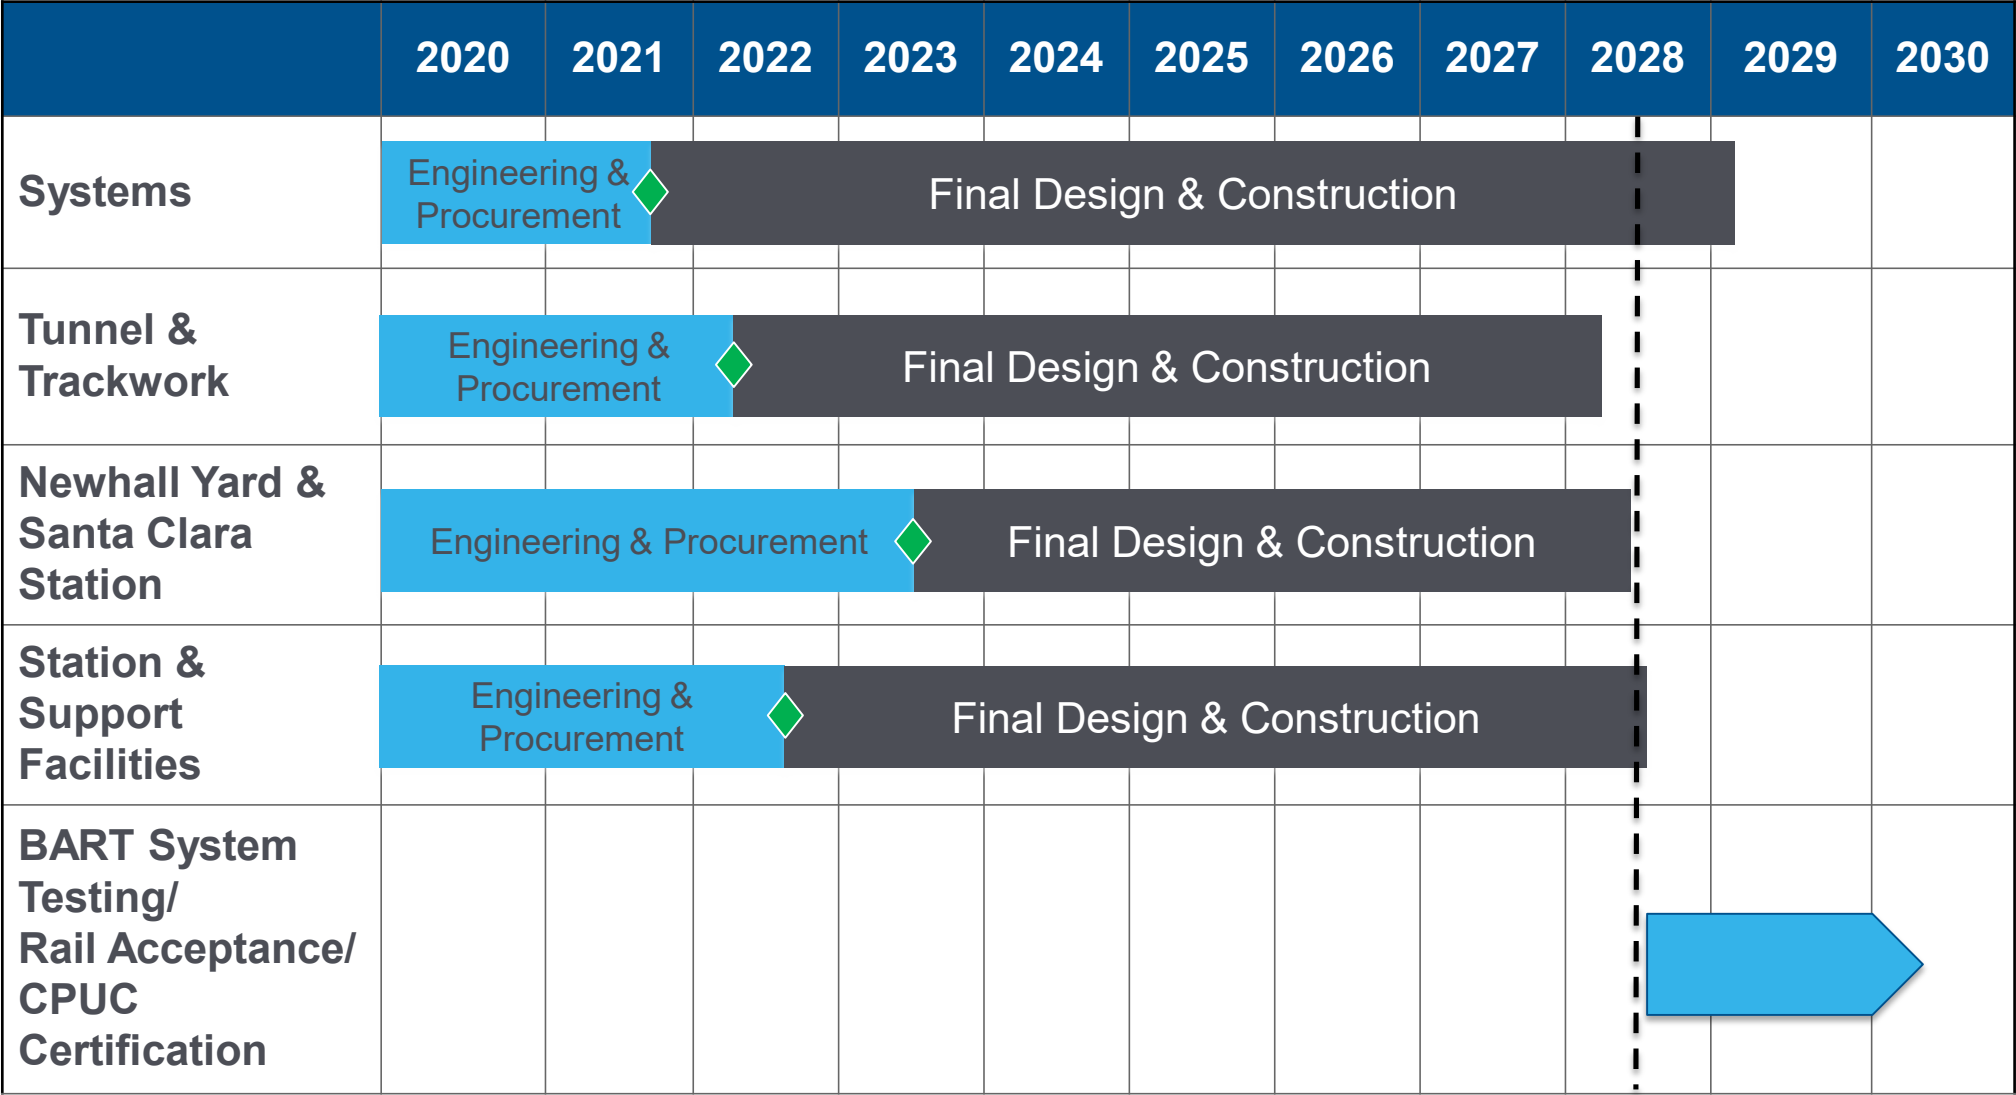 2020 2021 2022 2023 2024 2025 2026 2027 2028 2029 2030
Systems
Engineering &
Procurement
Final Design & Construction
Tunnel &
Trackwork
Engineering &
Procurement
Final Design & Construction
Newhall Yard &
Santa Clara
Station
Engineering & Procurement
Final Design & Construction
Station &
Support
Facilities
Engineering &
Procurement
Final Design & Construction
BART System
Testing/
Rail Acceptance/
CPUC
Certification